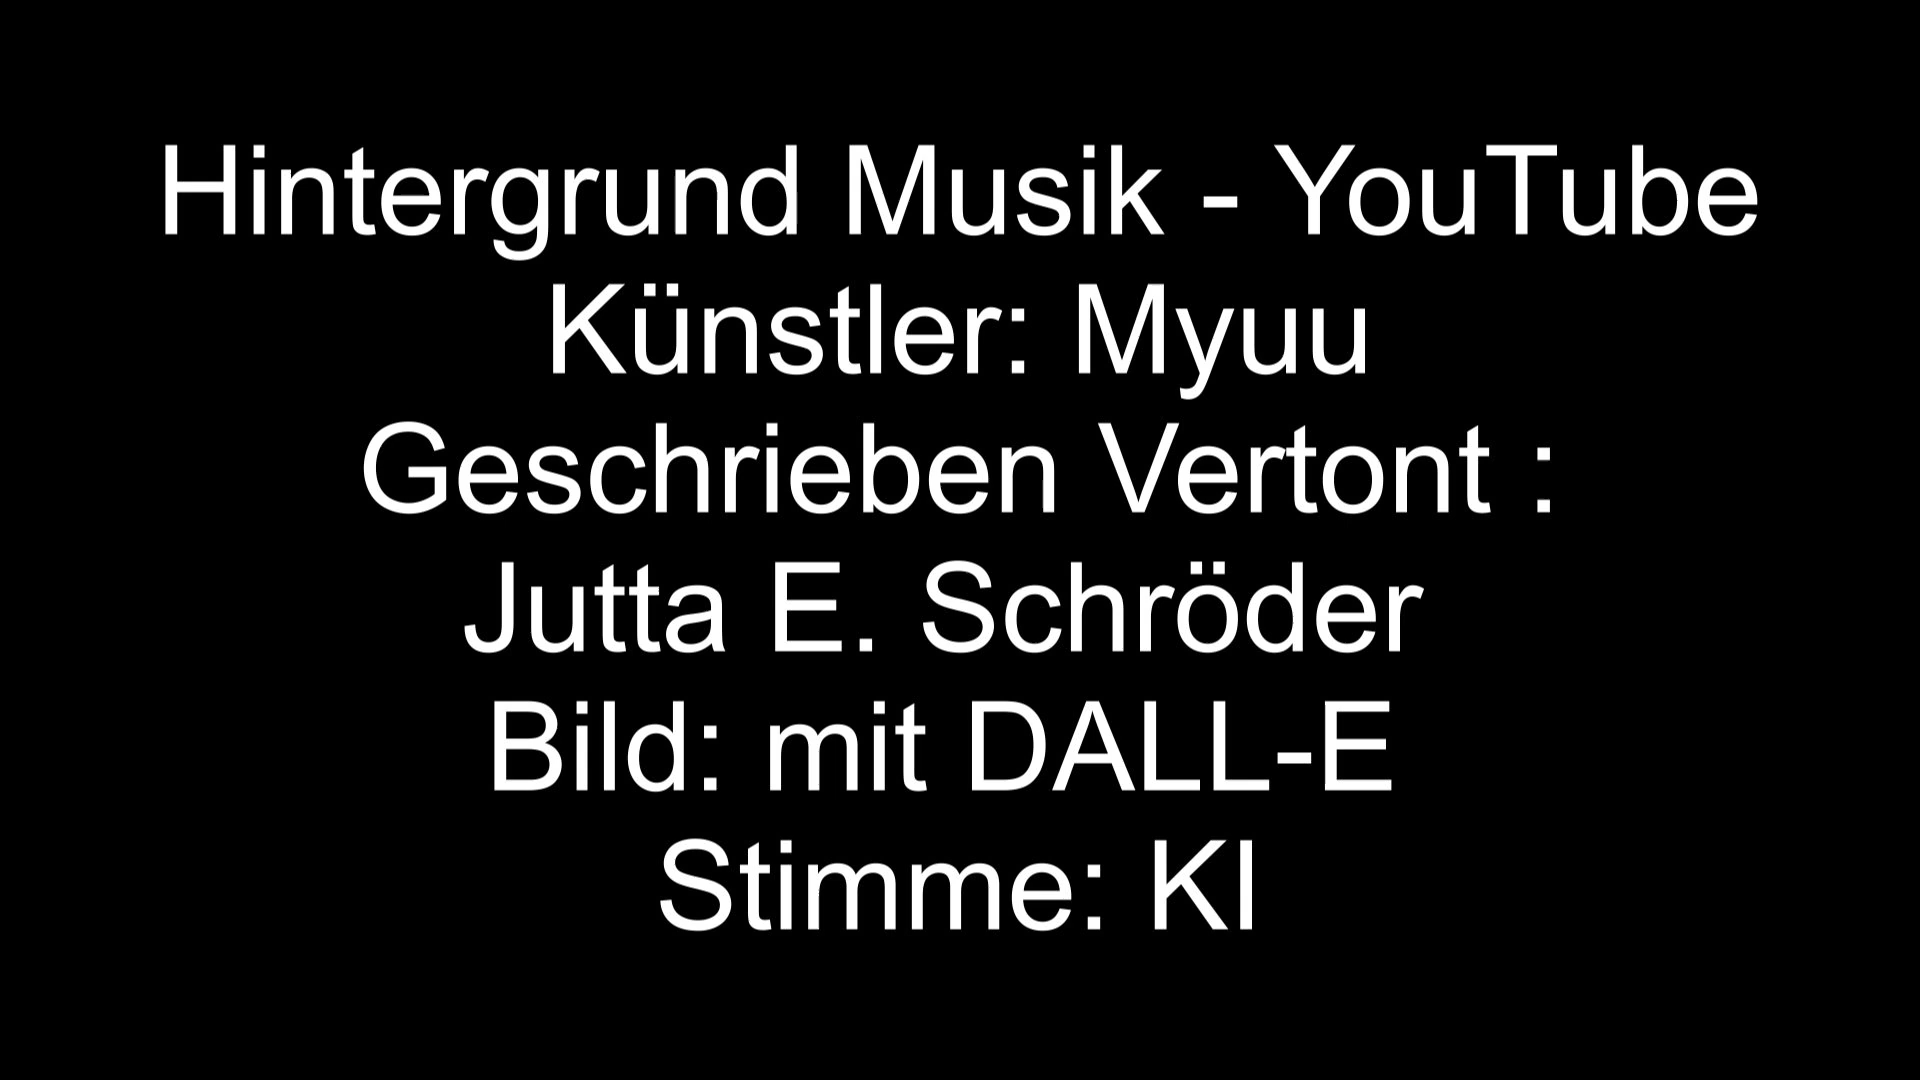 Hintergrund Musik - YouTube
Künstler: Myuu
Geschrieben Vertont :
Jutta E. Schröder
Bild: mit DALL-E
Stimme: KI